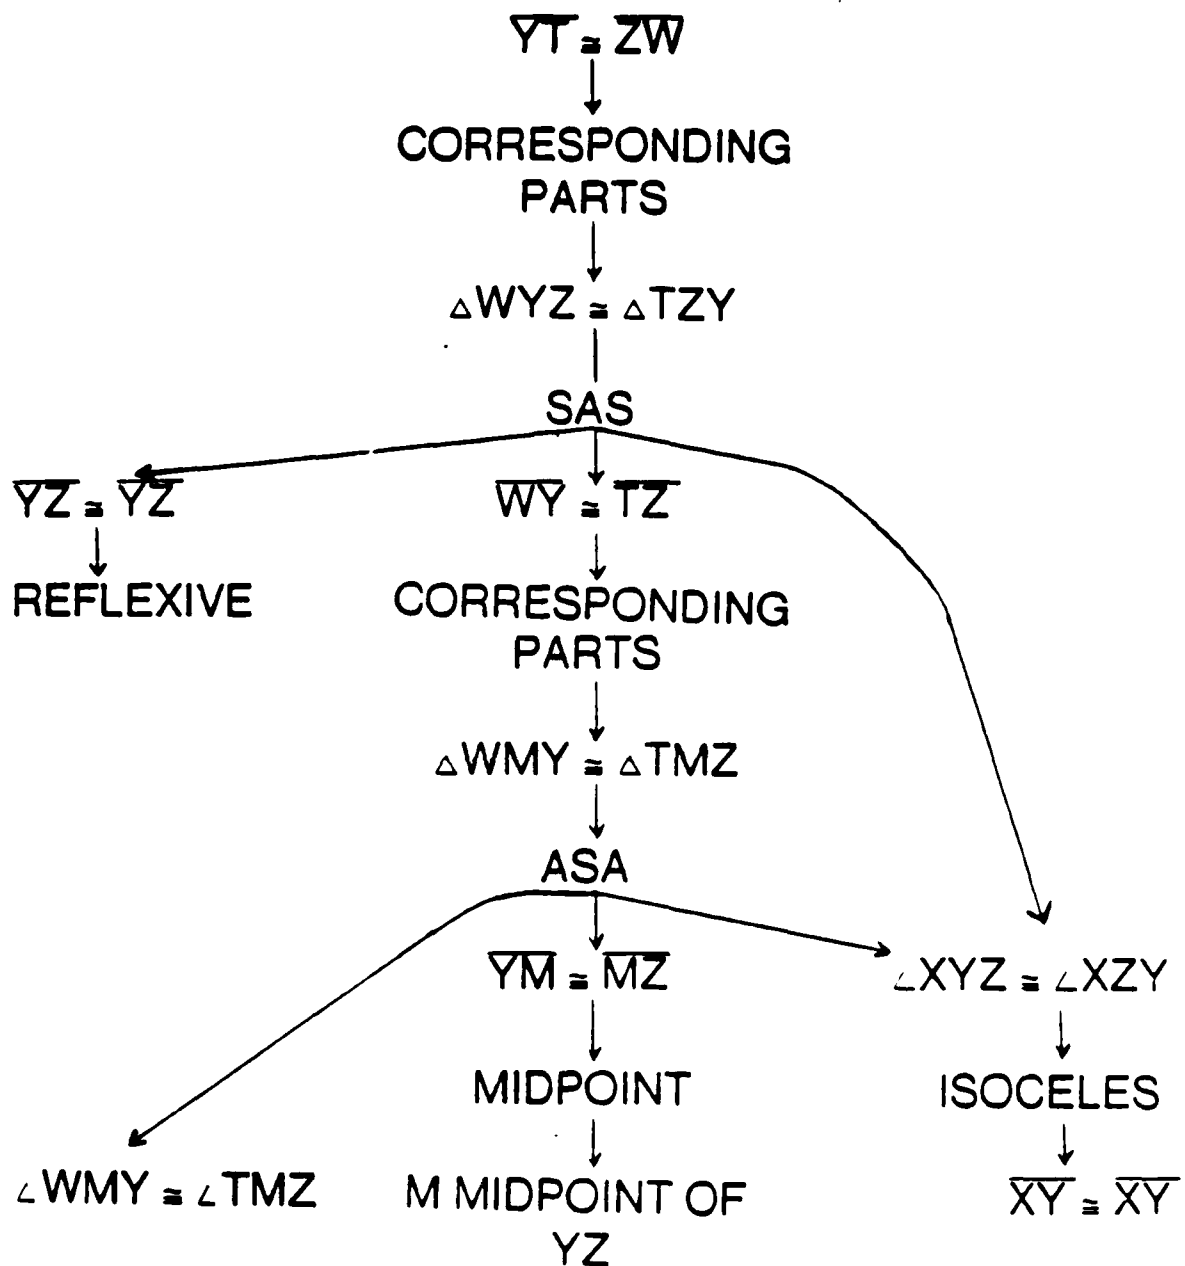 YT ≅ ZW
CORRESPONDING
PARTS
△WYZ ≅ △TZY
SAS
YZ ≅ YZ
WY ≅ TZ
REFLEXIVE
CORRESPONDING
PARTS
△WMY ≅ △TMZ
ASA
YM ≅ MZ
∠XYZ ≅ ∠XZY
MIDPOINT
ISOCELES
∠WMY ≅ ∠TMZ
M MIDPOINT OF
YZ
XY ≅ XY